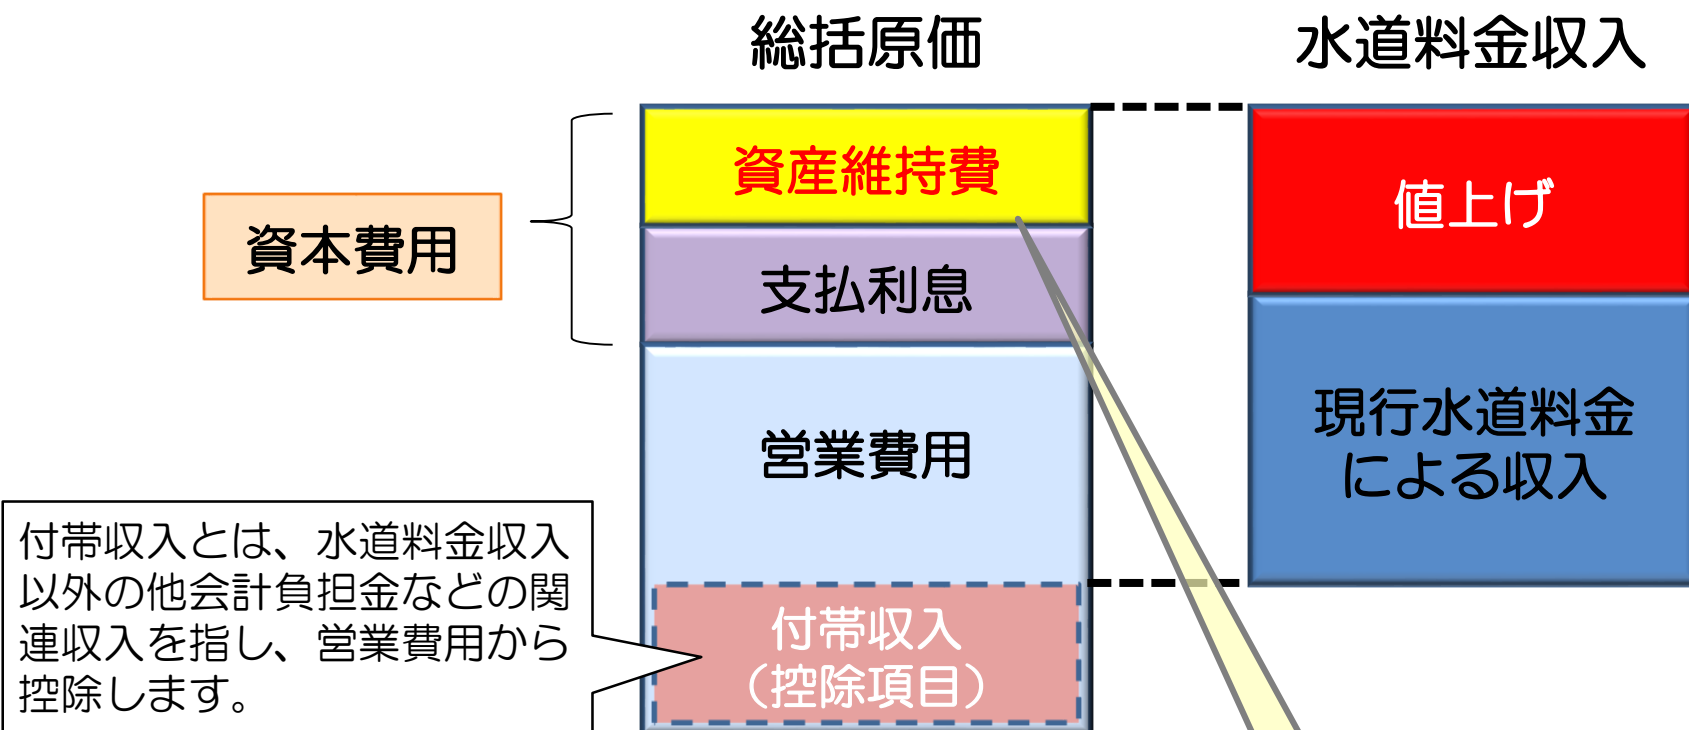 総括原価
水道料金収入
資産維持費
値上げ
資本費用
支払利息
現行水道料金
による収入
営業費用
付帯収入とは、水道料金収入
以外の他会計負担金などの関
連収入を指し、営業費用から
控除します。
付帯収入
（控除項目）